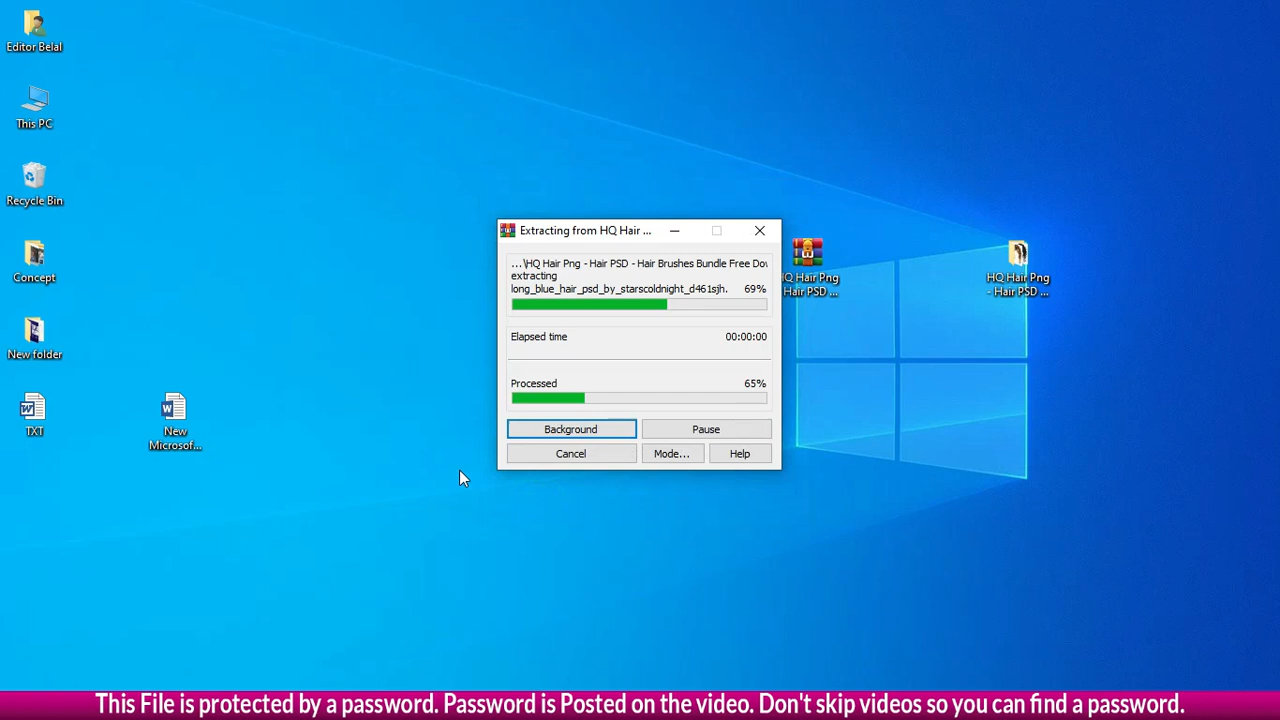 Editor Belal
This PC
Recycle Bin
Concept
New folder
TXT
New
Microsof...
Extracting from HQ Hair ...
...\HQ Hair Png - Hair PSD - Hair Brushes Bundle Free Dov
extracting
long_blue_hair_psd_by_starscoldnight_d461sjh. 69%
Elapsed time 00:00:00
Processed 65%
Background Pause
Cancel Mode... Help
HQ Hair Png
Hair PSD ...
HQ Hair Png
- Hair PSD ...
This File is protected by a password. Password is Posted on the video. Don't skip videos so you can find a password.